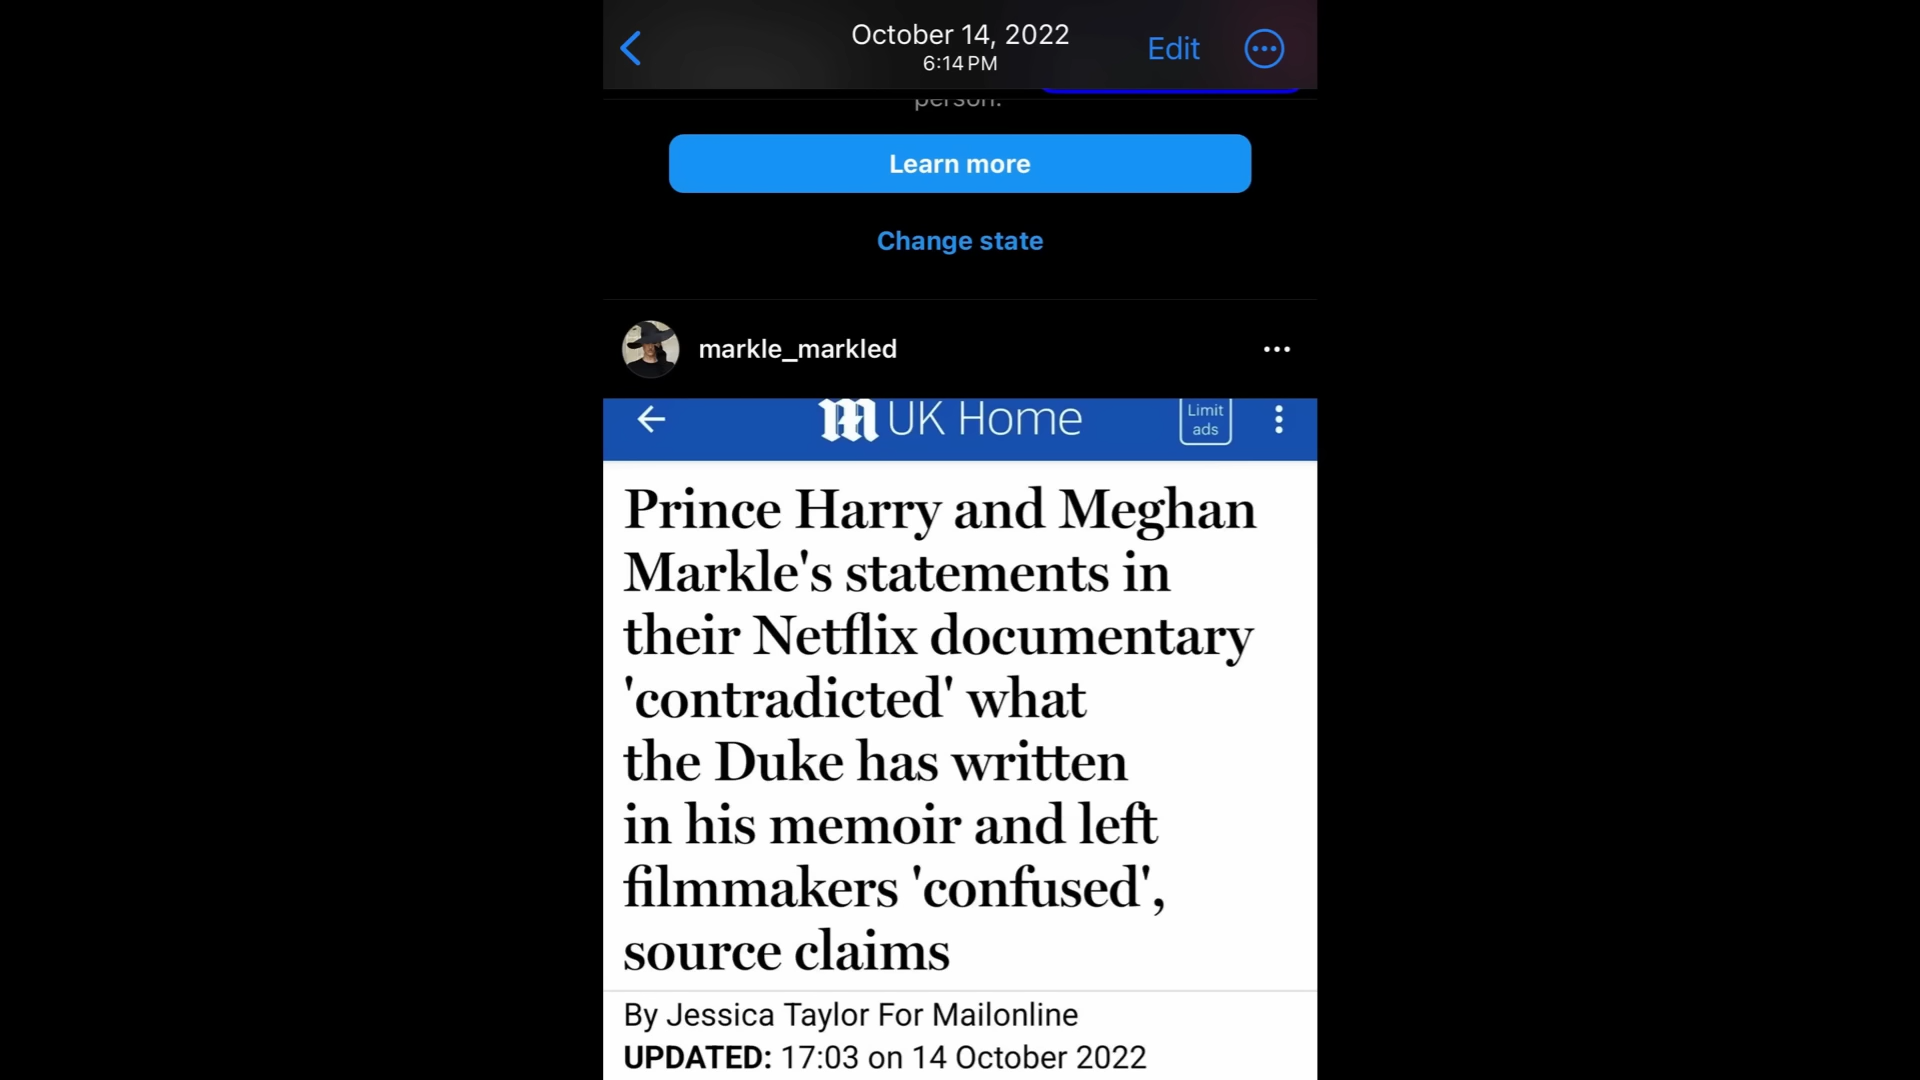 October 14, 2022
6:14 PM
Edit
person.
Learn more
Change state
markle_markled
UK Home
Limit
ads
Prince Harry and Meghan
Markle's statements in
their Netflix documentary
'contradicted' what
the Duke has written
in his memoir and left
filmmakers 'confused',
source claims
By Jessica Taylor For Mailonline
UPDATED: 17:03 on 14 October 2022